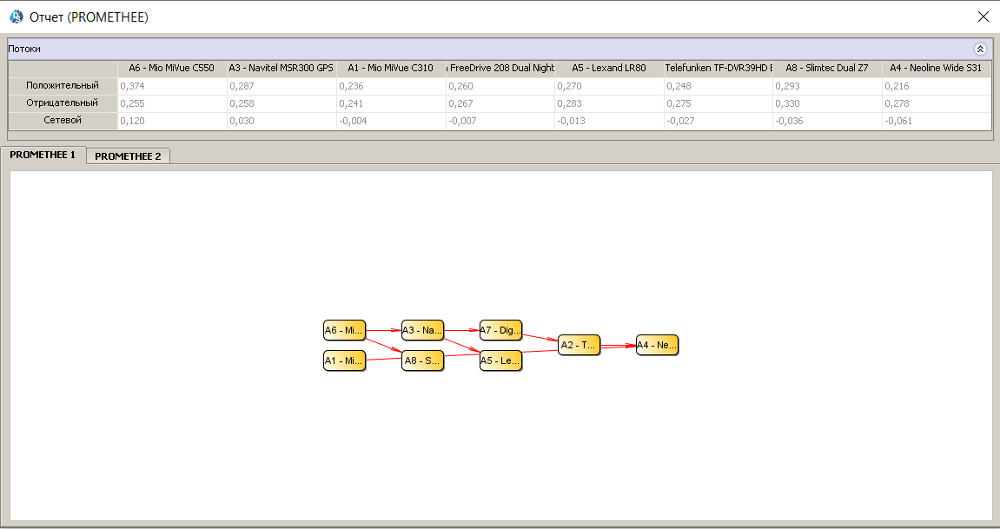 Отчет (PROMETHEE)
Потоки
A6 - Mio MiVue C550 A3 - Navitel MSR300 GPS A1 - Mio MiVue C310 FreeDrive 208 Dual Night A5 - Lexand LR80 Telefunken TF-DVR39HD A8 - Slimtec Dual Z7 A4 - Neoline Wide S31
Положительный 0,374 0,287 0,236 0,260 0,270 0,248 0,293 0,216
Отрицательный 0,255 0,258 0,241 0,267 0,283 0,275 0,330 0,278
Сетевой 0,120 0,030 -0,004 -0,007 -0,013 -0,027 -0,036 -0,061
PROMETHEE 1 PROMETHEE 2
A6 - Mi... A3 - Na... A7 - Dig...
A2 - T... A4 - Ne...
A1 - Mi... A8 - S... A5 - Le...